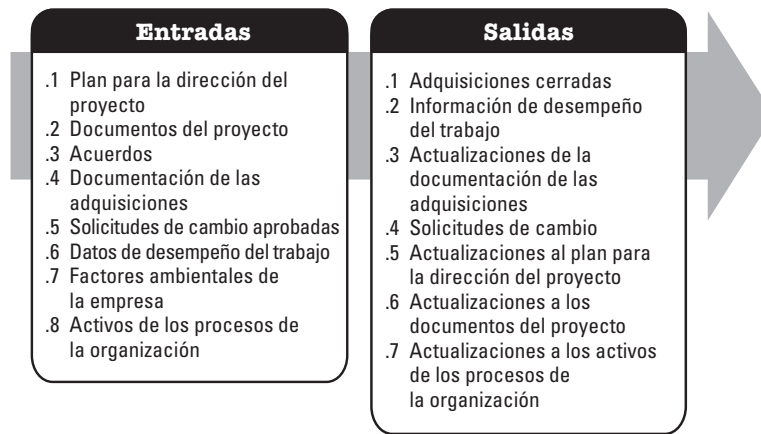 Entradas
.1 Plan para la dirección del
proyecto
.2 Documentos del proyecto
.3 Acuerdos
.4 Documentación de las
adquisiciones
.5 Solicitudes de cambio aprobadas
.6 Datos de desempeño del trabajo
.7 Factores ambientales de
la empresa
.8 Activos de los procesos de
la organización
Salidas
.1 Adquisiciones cerradas
.2 Información de desempeño
del trabajo
.3 Actualizaciones de la
documentación de las
adquisiciones
.4 Solicitudes de cambio
.5 Actualizaciones al plan para
la dirección del proyecto
.6 Actualizaciones a los
documentos del proyecto
.7 Actualizaciones a los activos
de los procesos de
la organización